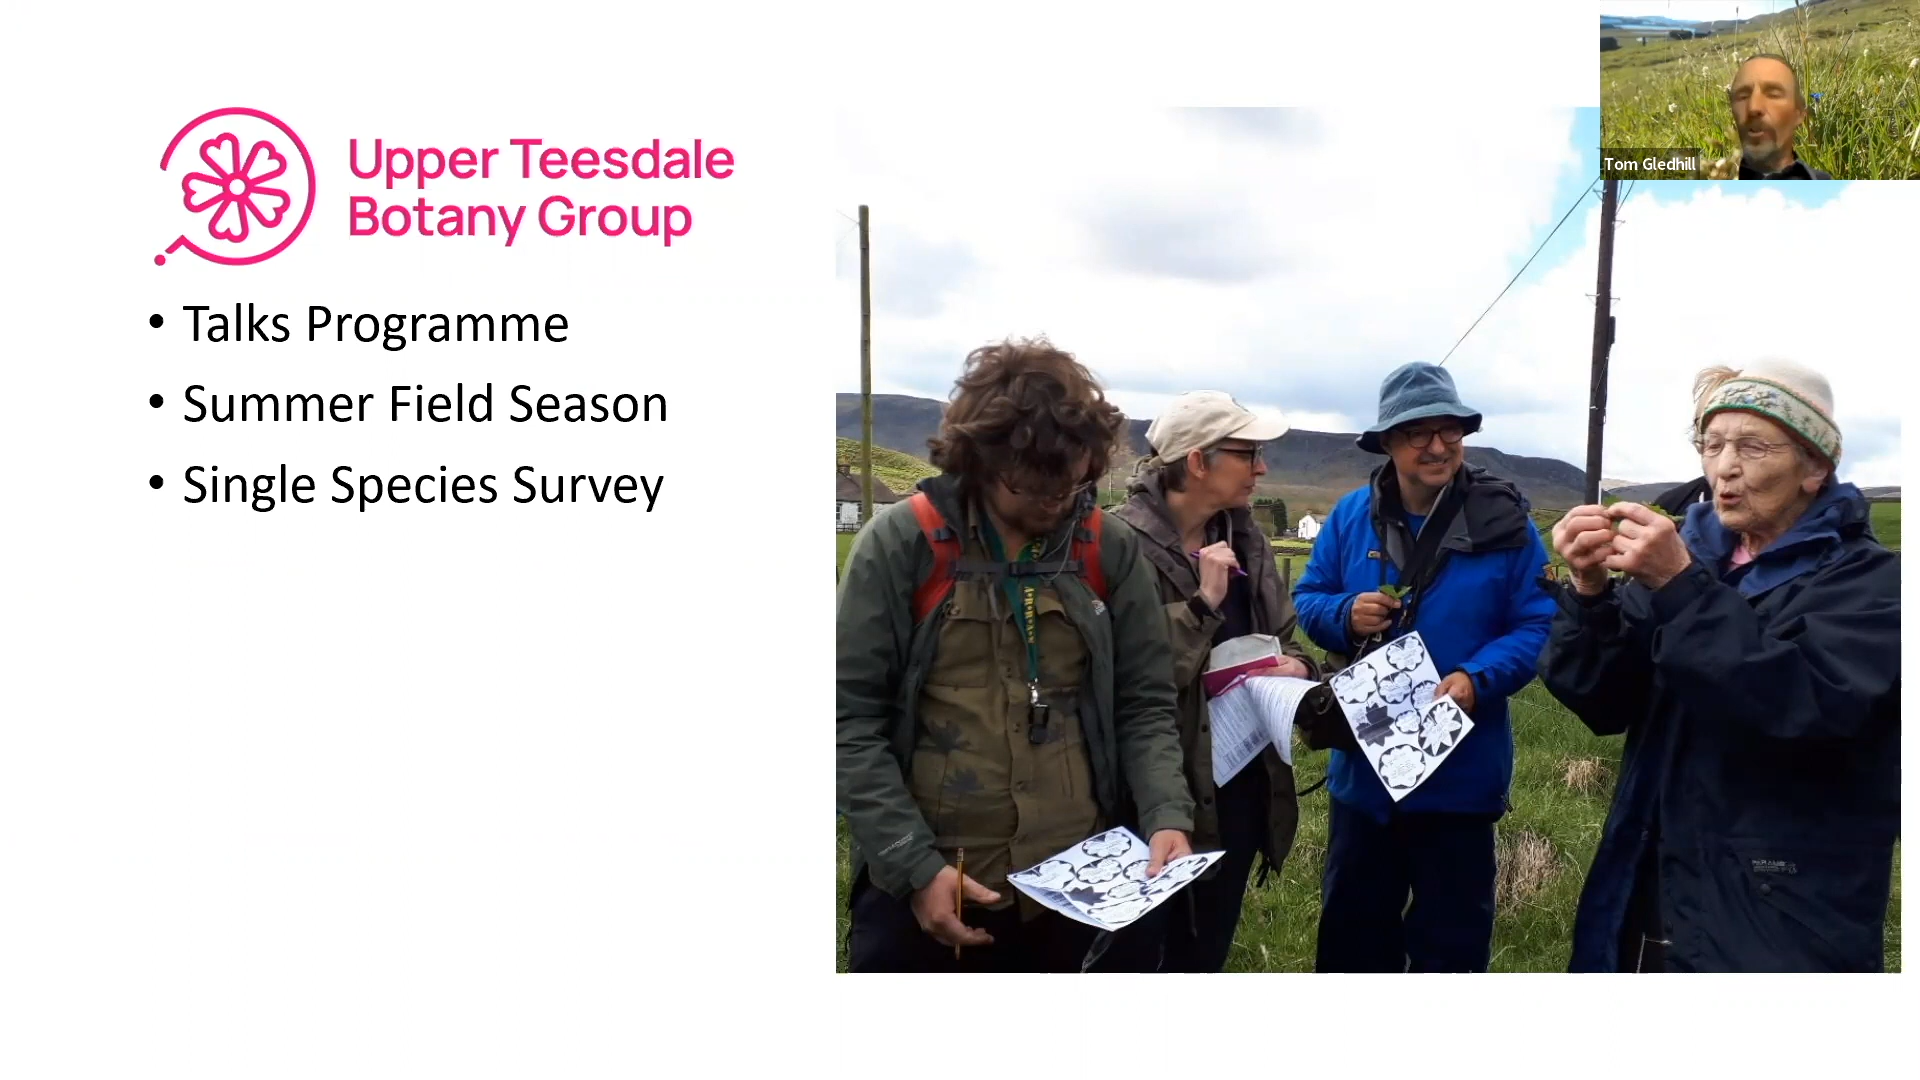 Upper Teesdale
Botany Group
• Talks Programme
• Summer Field Season
• Single Species Survey
Tom Gledhill